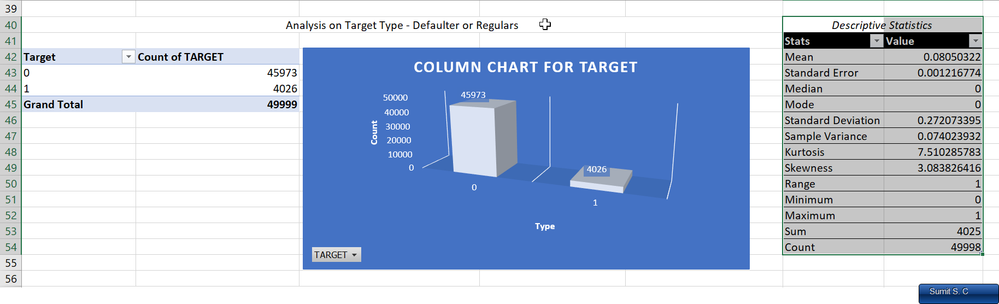 39
40 Analysis on Target Type - Defaulter or Regulars Descriptive Statistics
41 Stats Value
42 Target Count of TARGET Mean 0.08050322
43 0 45973 Standard Error 0.001216774
44 1 4026 Median 0
45 Grand Total 49999 Mode 0
46 Standard Deviation 0.272073395
47 Sample Variance 0.074023932
48 Kurtosis 7.510285783
49 Skewness 3.083826416
50 Range 1
51 Minimum 0
52 Maximum 1
53 Sum 4025
54 Count 49998
55
56
COLUMN CHART FOR TARGET
45973
50000
40000
30000
20000
10000
0
Count
4026
0
1
Type
TARGET
Sumit S. C